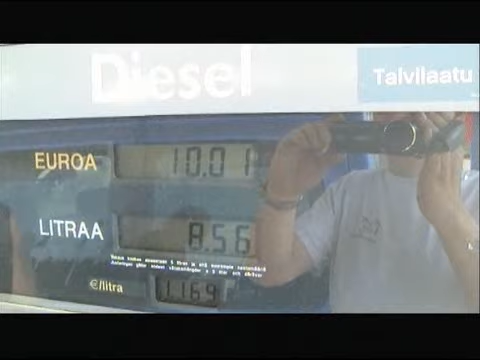 Diesel
Talvilaatu
EUROA 10.01
LITRAA 8.56
€/litra 1.169